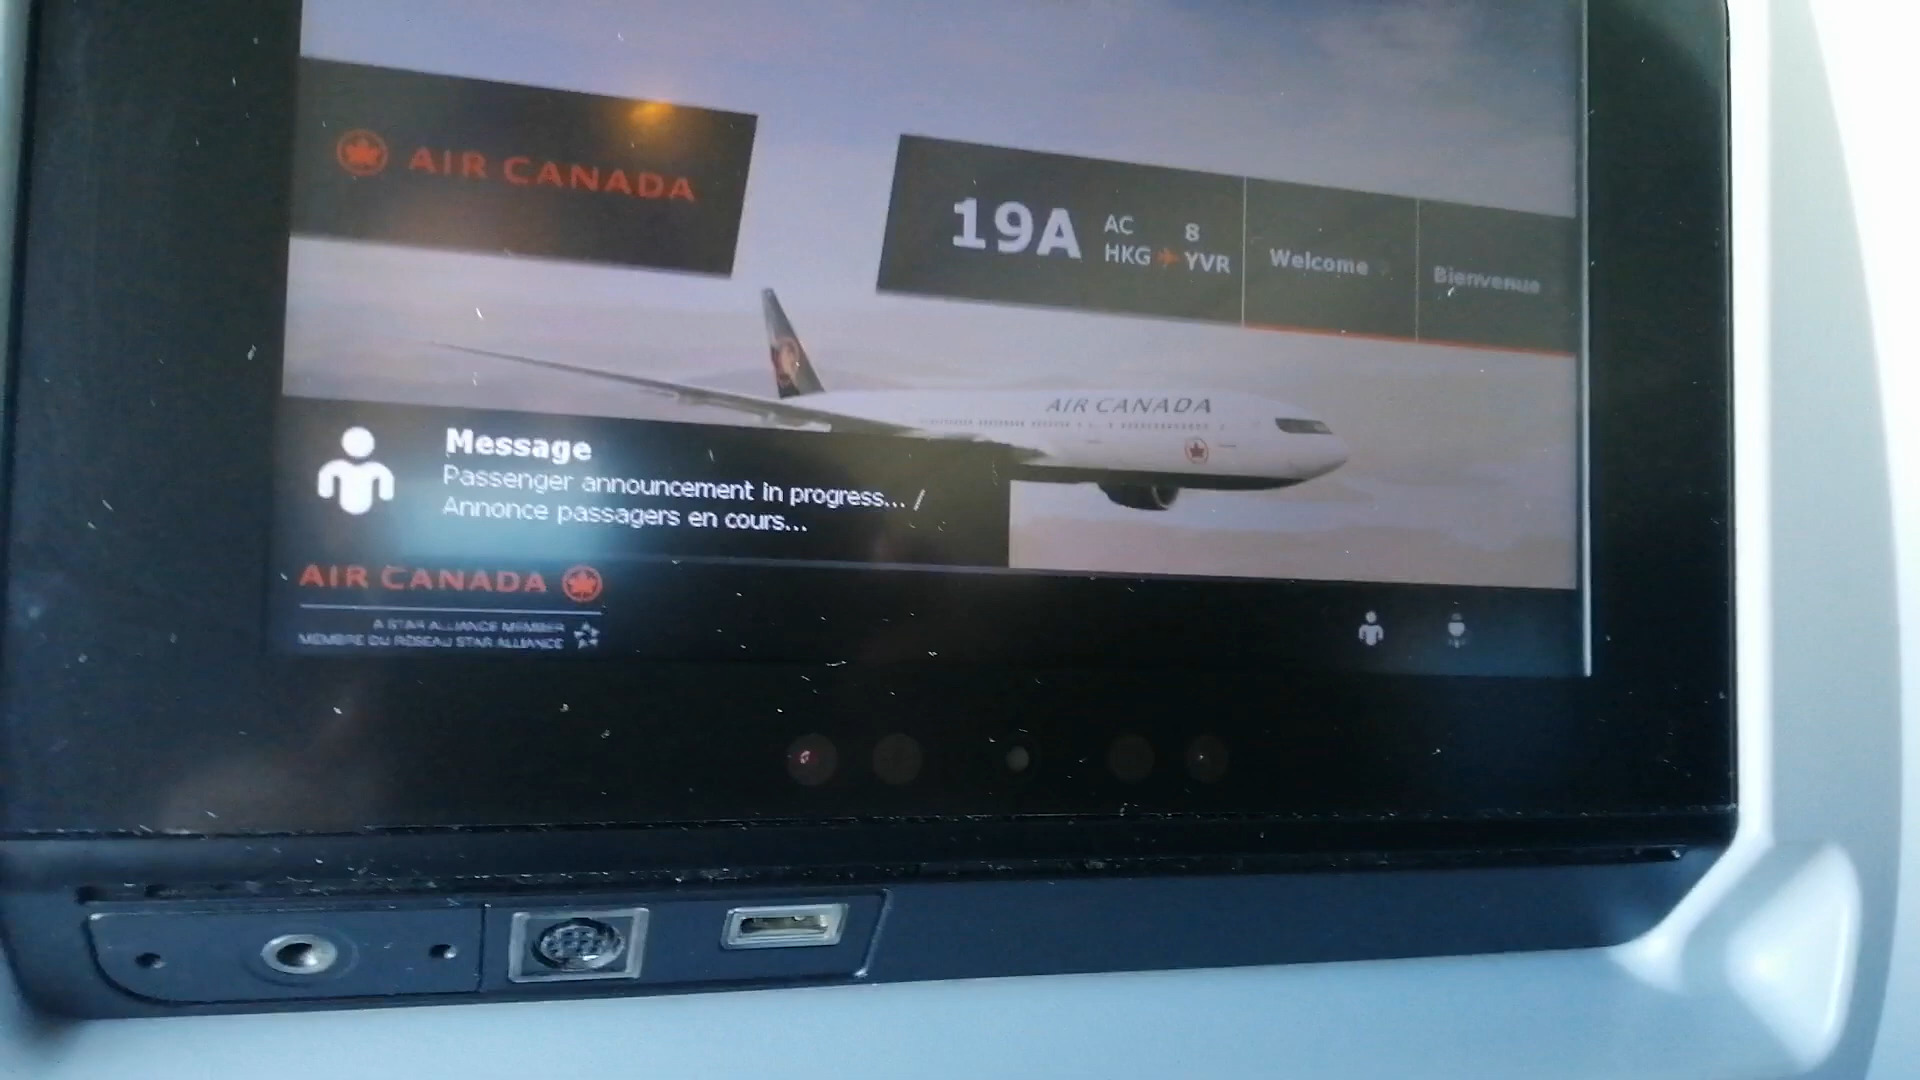 AIR CANADA
19A
AC 8
HKG YVR
Welcome
Bienvenue
AIR CANADA
Message
Passenger announcement in progress... /
Annonce passagers en cours...
AIR CANADA
A STAR ALLIANCE MEMBER
MEMBRE DU RÉSEAU STAR ALLIANCE